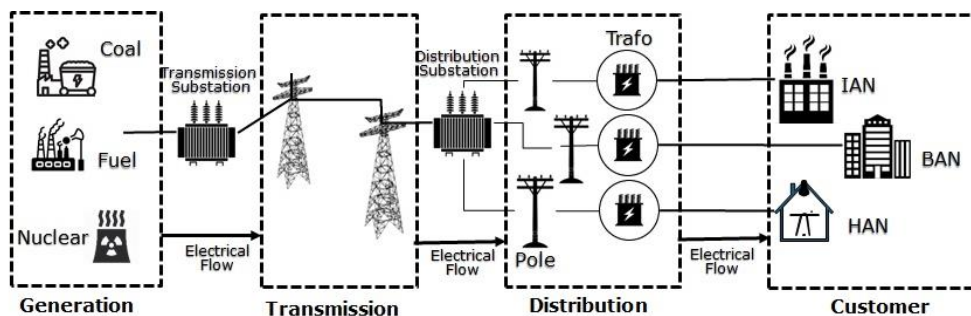 Coal
Fuel
Nuclear
Generation
Transmission
Substation
Electrical
Flow
Transmission
Distribution
Substation
Electrical
Flow
Trafo
Pole
Distribution
Electrical
Flow
IAN
BAN
HAN
Customer